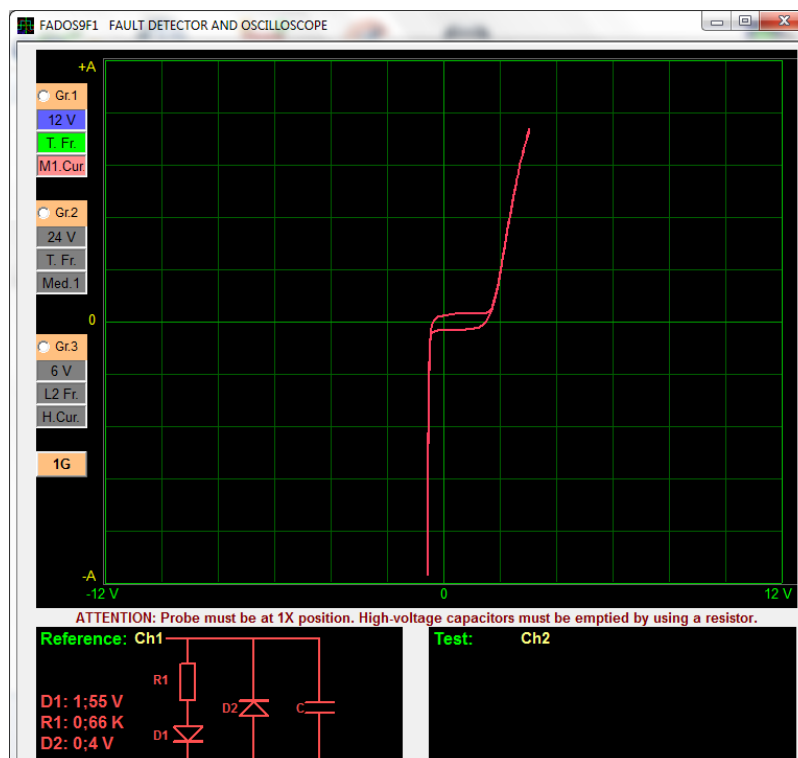 FADOS9F1 FAULT DETECTOR AND OSCILLOSCOPE
+A
Gr.1
12 V
T. Fr.
M1.Cur.
Gr.2
24 V
T. Fr.
Med.1
0
Gr.3
6 V
L2 Fr.
H.Cur.
1G
-A
-12 V 0 12 V
ATTENTION: Probe must be at 1X position. High-voltage capacitors must be emptied by using a resistor.
Reference: Ch1
Test: Ch2
R1
D1: 1;55 V
D2
C
R1: 0;66 K
D1
D2: 0;4 V